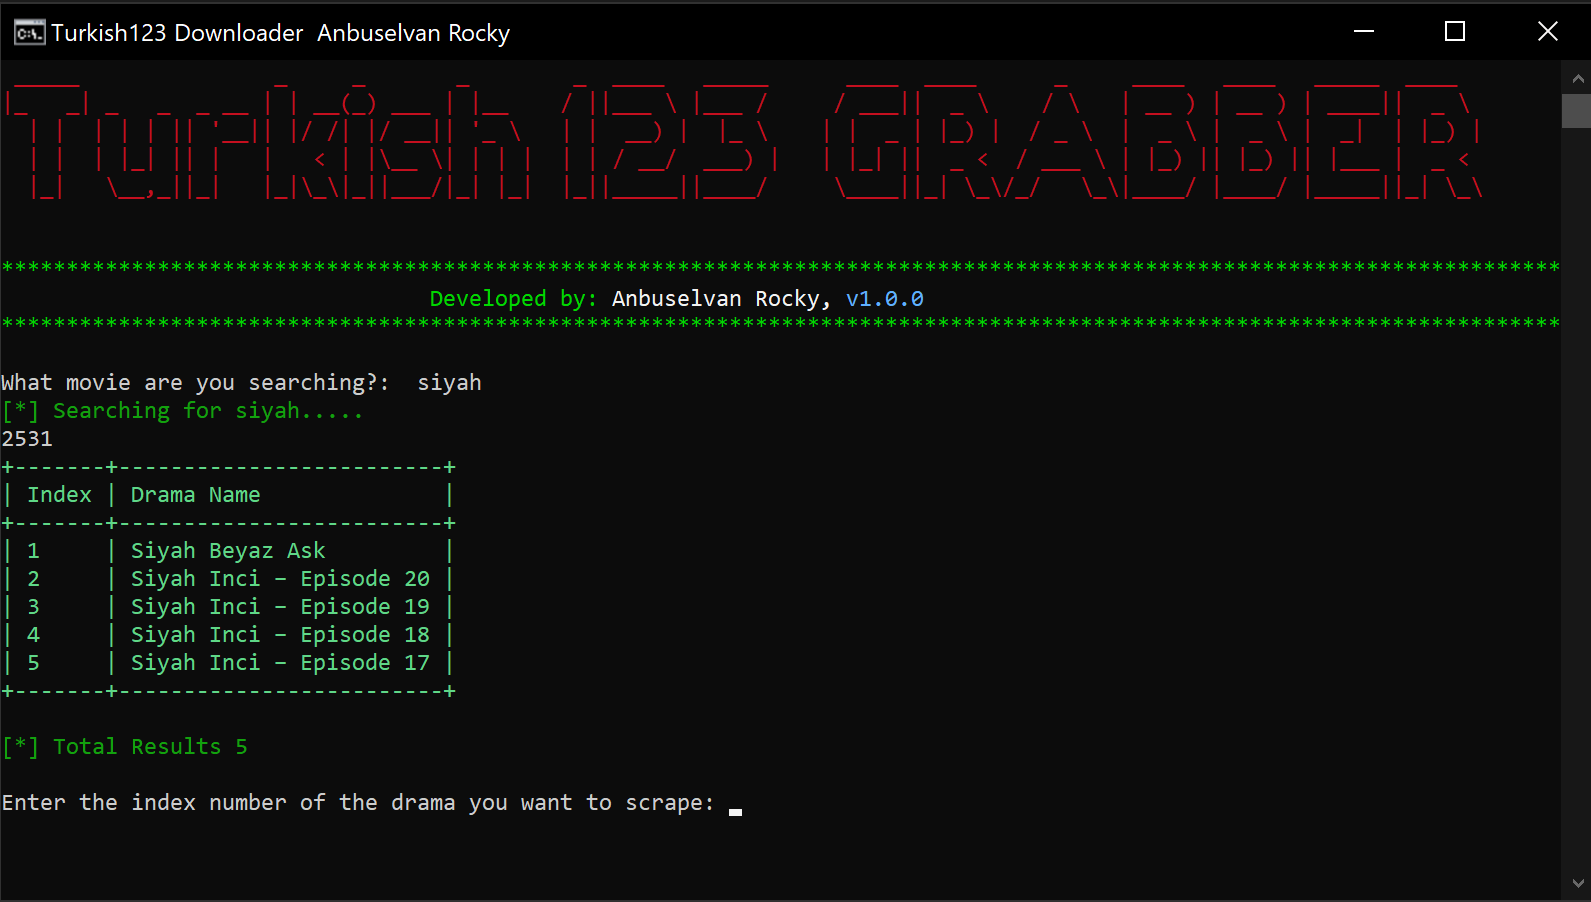 Turkish123 Downloader  Anbuselvan Rocky
Turkish 123 GRABBER
************************************************************************************************************************
Developed by: Anbuselvan Rocky, v1.0.0
************************************************************************************************************************
What movie are you searching?:  siyah
[*] Searching for siyah.....
2531
+-------+-------------------------+
| Index | Drama Name              |
+-------+-------------------------+
| 1     | Siyah Beyaz Ask         |
| 2     | Siyah Inci – Episode 20 |
| 3     | Siyah Inci – Episode 19 |
| 4     | Siyah Inci – Episode 18 |
| 5     | Siyah Inci – Episode 17 |
+-------+-------------------------+
[*] Total Results 5
Enter the index number of the drama you want to scrape: